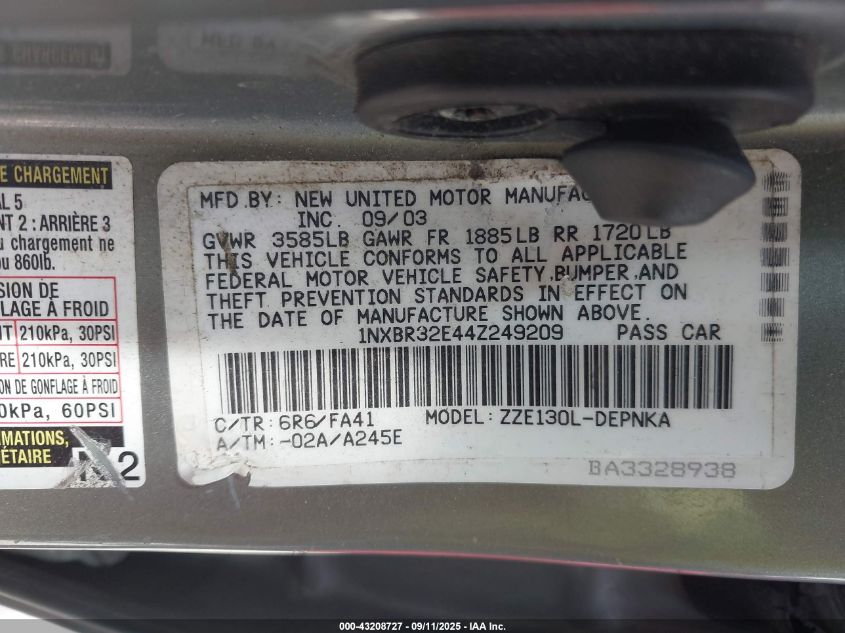 E CHARGEMENT
AL 5
NT 2 : ARRIÈRE 3
u chargement ne
ou 860lb.
SION DE
FLAGE À FROID
NT 210kPa, 30PSI
RE 210kPa, 30PSI
ON DE GONFLAGE À FROID
0kPa, 60PSI
MATIONS,
ÉTAIRE
2
MFD.BY: NEW UNITED MOTOR MANUFAC
INC. 09/03
GVWR 3585LB GAWR FR 1885LB RR 1720LB
THIS VEHICLE CONFORMS TO ALL APPLICABLE
FEDERAL MOTOR VEHICLE SAFETY,BUMPER,AND
THEFT PREVENTION STANDARDS IN EFFECT ON
THE DATE OF MANUFACTURE SHOWN ABOVE.
1NXBR32E44Z249209 PASS CAR
C/TR: 6R6/FA41 MODEL: ZZE130L-DEPNKA
A/TM:-02A/A245E
BA3328938
000-43208727 - 09/11/2025 - IAA Inc.